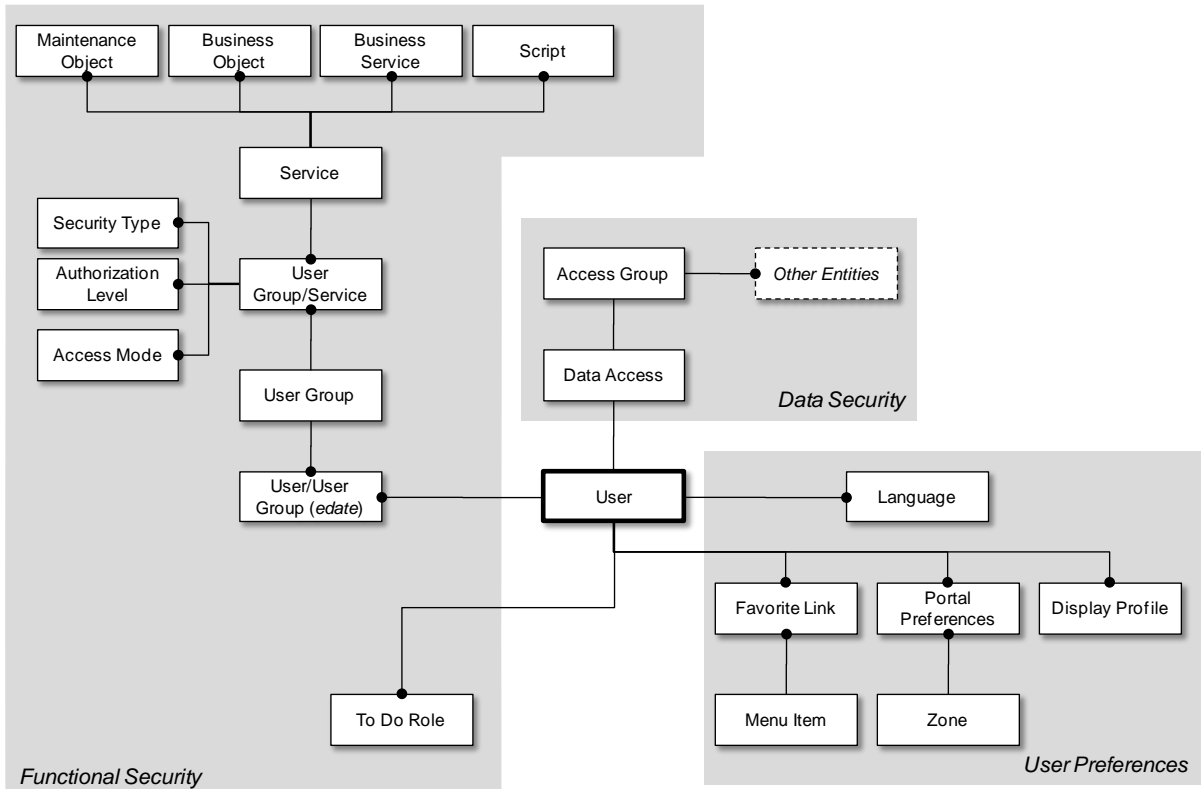 Maintenance
Object
Business
Object
Business
Service
Script
Service
Security Type
Authorization
Level
Access Mode
User
Group/Service
User Group
User/User
Group (edate)
To Do Role
Functional Security
Access Group
Other Entities
Data Access
Data Security
User
Language
Favorite Link
Portal
Preferences
Display Profile
Menu Item
Zone
User Preferences